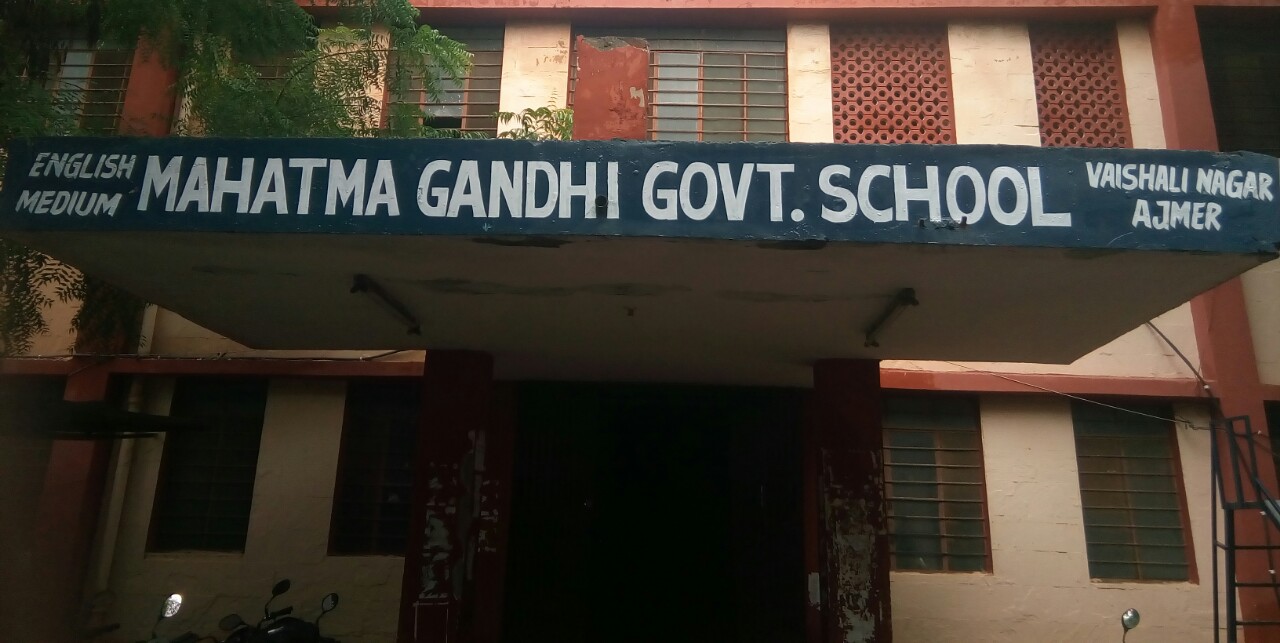 ENGLISH
MEDIUM
MAHATMA GANDHI GOVT. SCHOOL
VAISHALI NAGAR
AJMER